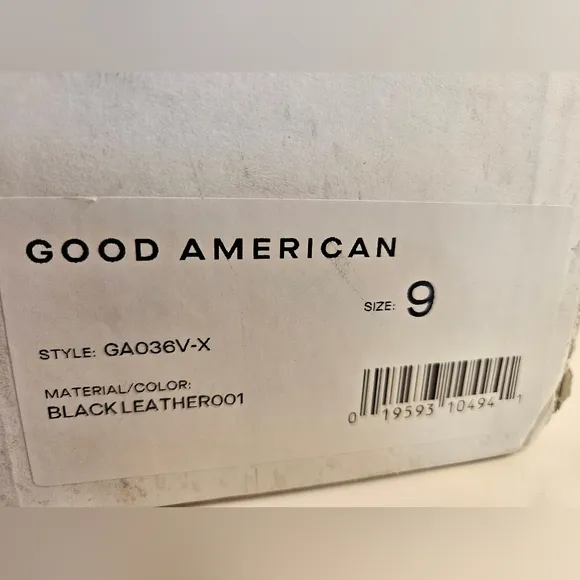 GOOD AMERICAN
SIZE: 9
STYLE: GA036V-X
MATERIAL/COLOR:
BLACK LEATHER001
0 19593 10494 1